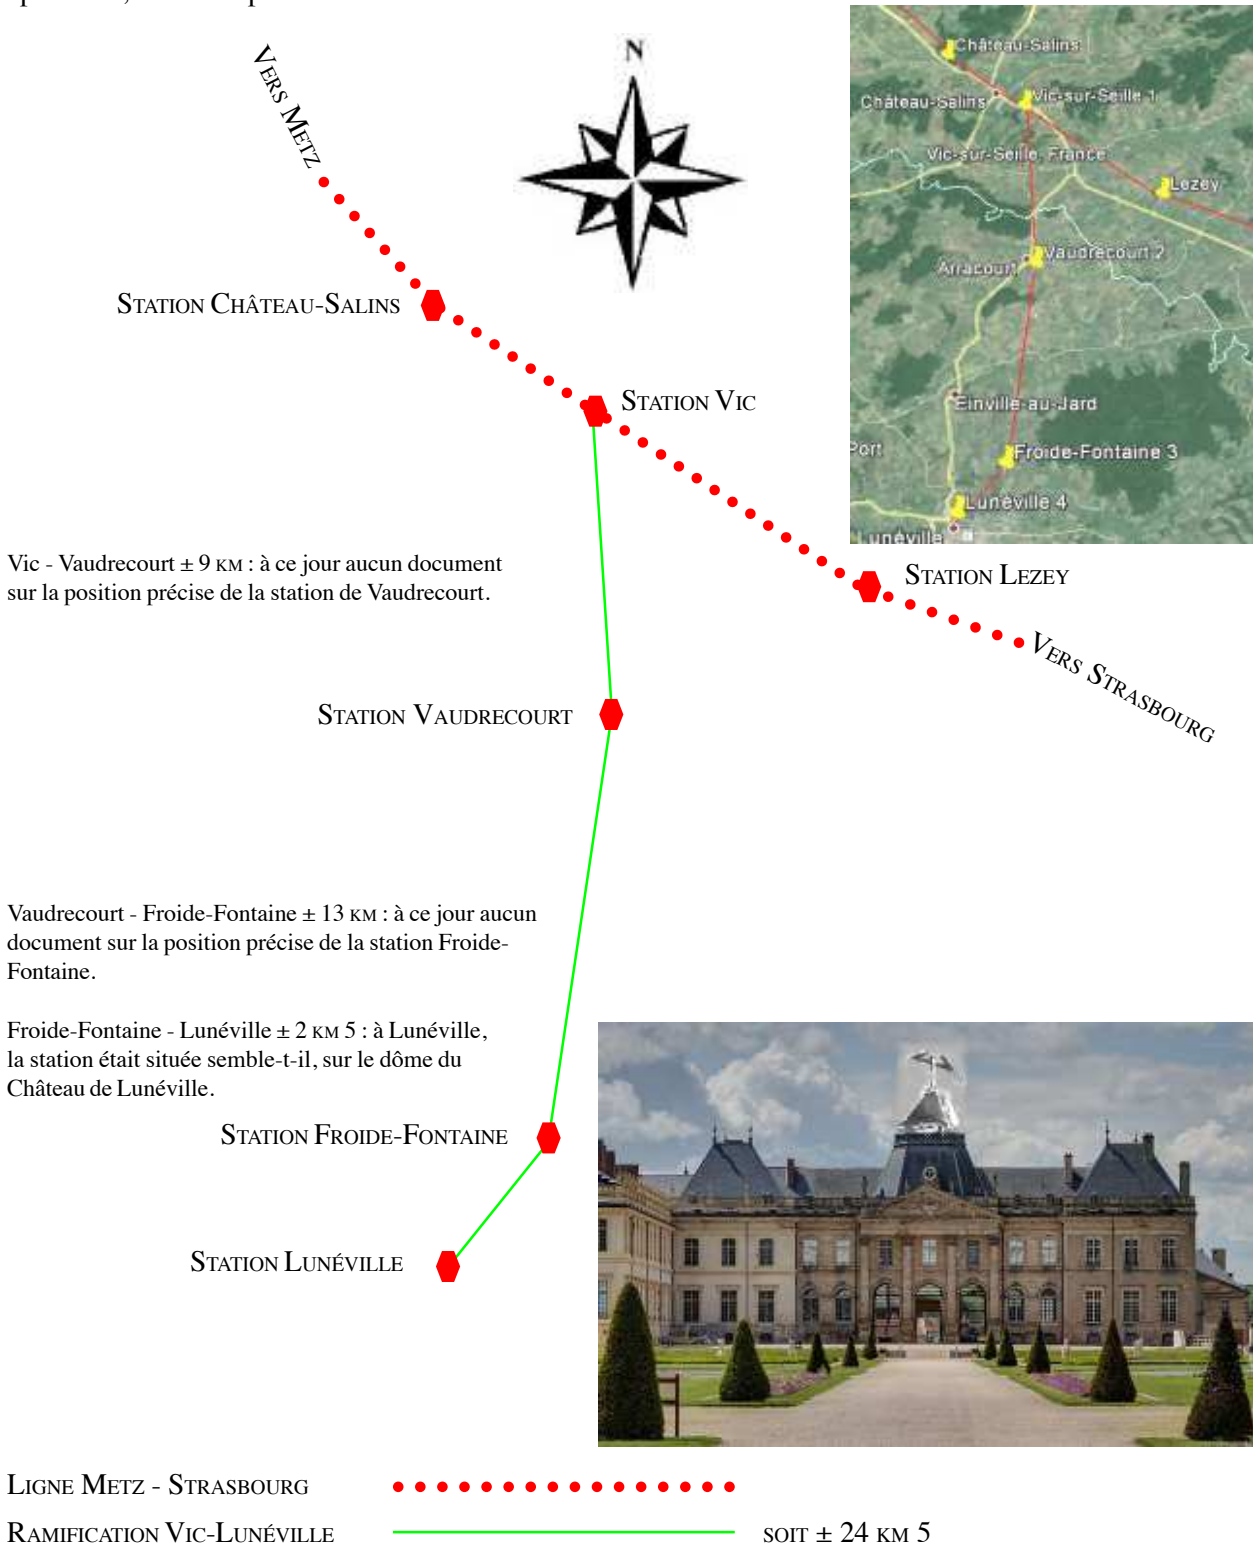 N
Vers Metz
Station Château-Salins
Station Vic
Château-Salins
Château-Salins
Vic-sur-Seille 1
Vic-sur-Seille, France
Lezey
Vaudrecourt 2
Arracourt
Einville-au-Jard
Port
Froide-Fontaine 3
Lunéville 4
Lunéville
Vic - Vaudrecourt ± 9 km : à ce jour aucun document
sur la position précise de la station de Vaudrecourt.
Station Lezey
Vers Strasbourg
Station Vaudrecourt
Vaudrecourt - Froide-Fontaine ± 13 km : à ce jour aucun
document sur la position précise de la station Froide-
Fontaine.
Froide-Fontaine - Lunéville ± 2 km 5 : à Lunéville,
la station était située semble-t-il, sur le dôme du
Château de Lunéville.
Station Froide-Fontaine
Station Lunéville
Ligne Metz - Strasbourg
Ramification Vic-Lunéville soit ± 24 km 5